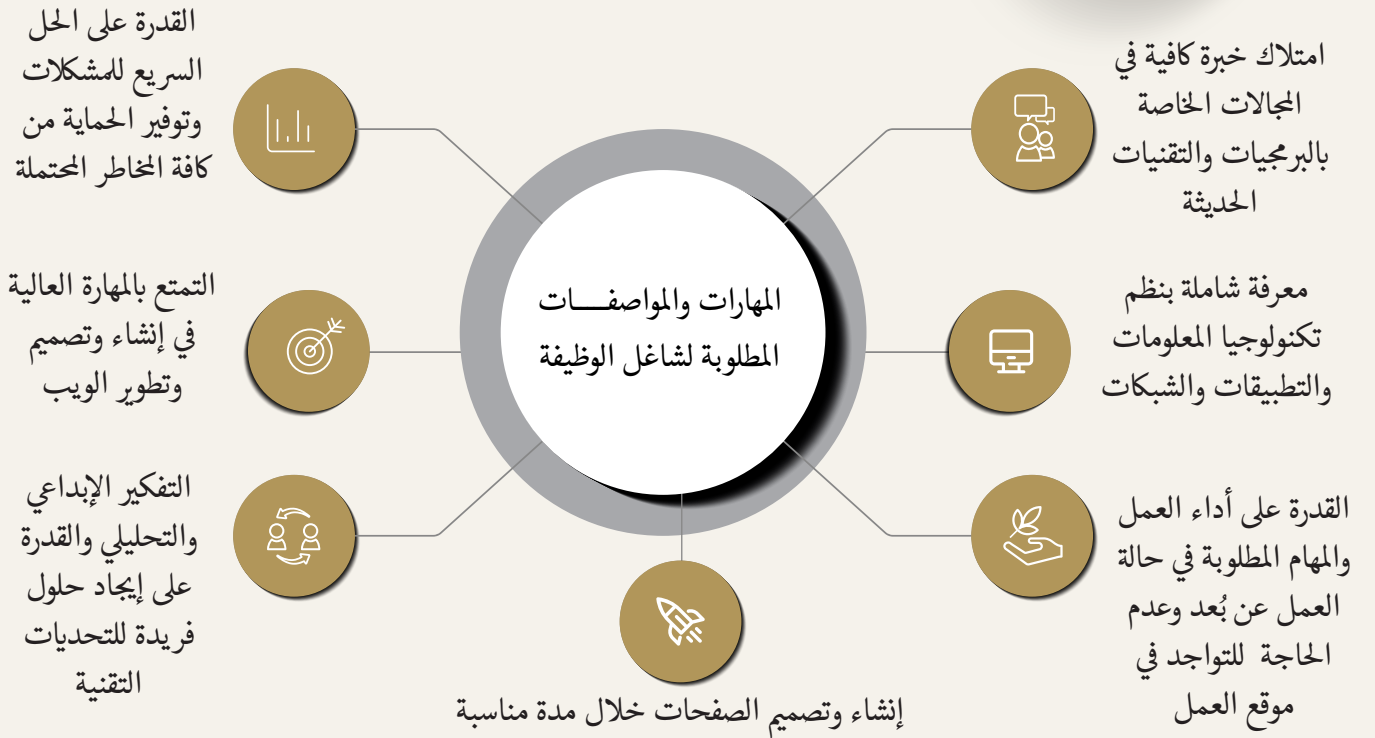 المهارات والمواصفـــات
المطلوبة لشاغل الوظيفة
امتلاك خبرة كافية في
المجالات الخاصة
بالبرمجيات والتقنيات
الحديثة
معرفة شاملة بنظم
تكنولوجيا المعلومات
والتطبيقات والشبكات
القدرة على أداء العمل
والمهام المطلوبة في حالة
العمل عن بُعد وعدم
الحاجة للتواجد في
موقع العمل
إنشاء وتصميم الصفحات خلال مدة مناسبة
القدرة على الحل
السريع للمشكلات
وتوفير الحماية من
كافة المخاطر المحتملة
التمتع بالمهارة العالية
في إنشاء وتصميم
وتطوير الويب
التفكير الإبداعي
والتحليلي والقدرة
على إيجاد حلول
فريدة للتحديات
التقنية